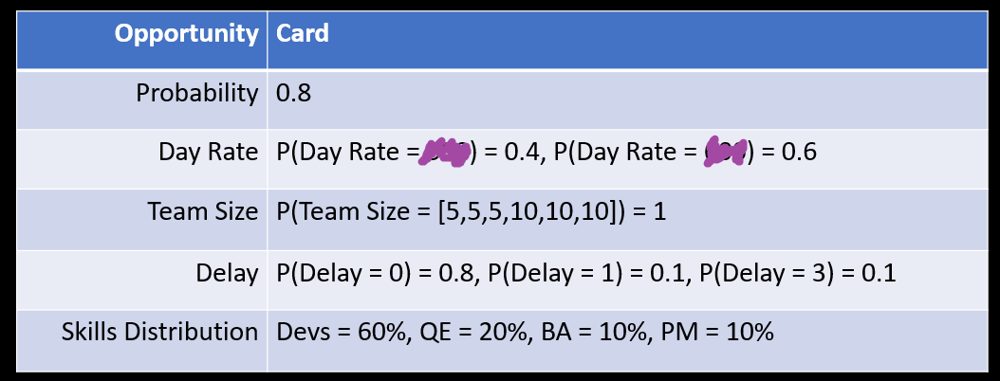 Opportunity Card
Probability 0.8
Day Rate P(Day Rate = ) = 0.4, P(Day Rate = ) = 0.6
Team Size P(Team Size = [5,5,5,10,10,10]) = 1
Delay P(Delay = 0) = 0.8, P(Delay = 1) = 0.1, P(Delay = 3) = 0.1
Skills Distribution Devs = 60%, QE = 20%, BA = 10%, PM = 10%